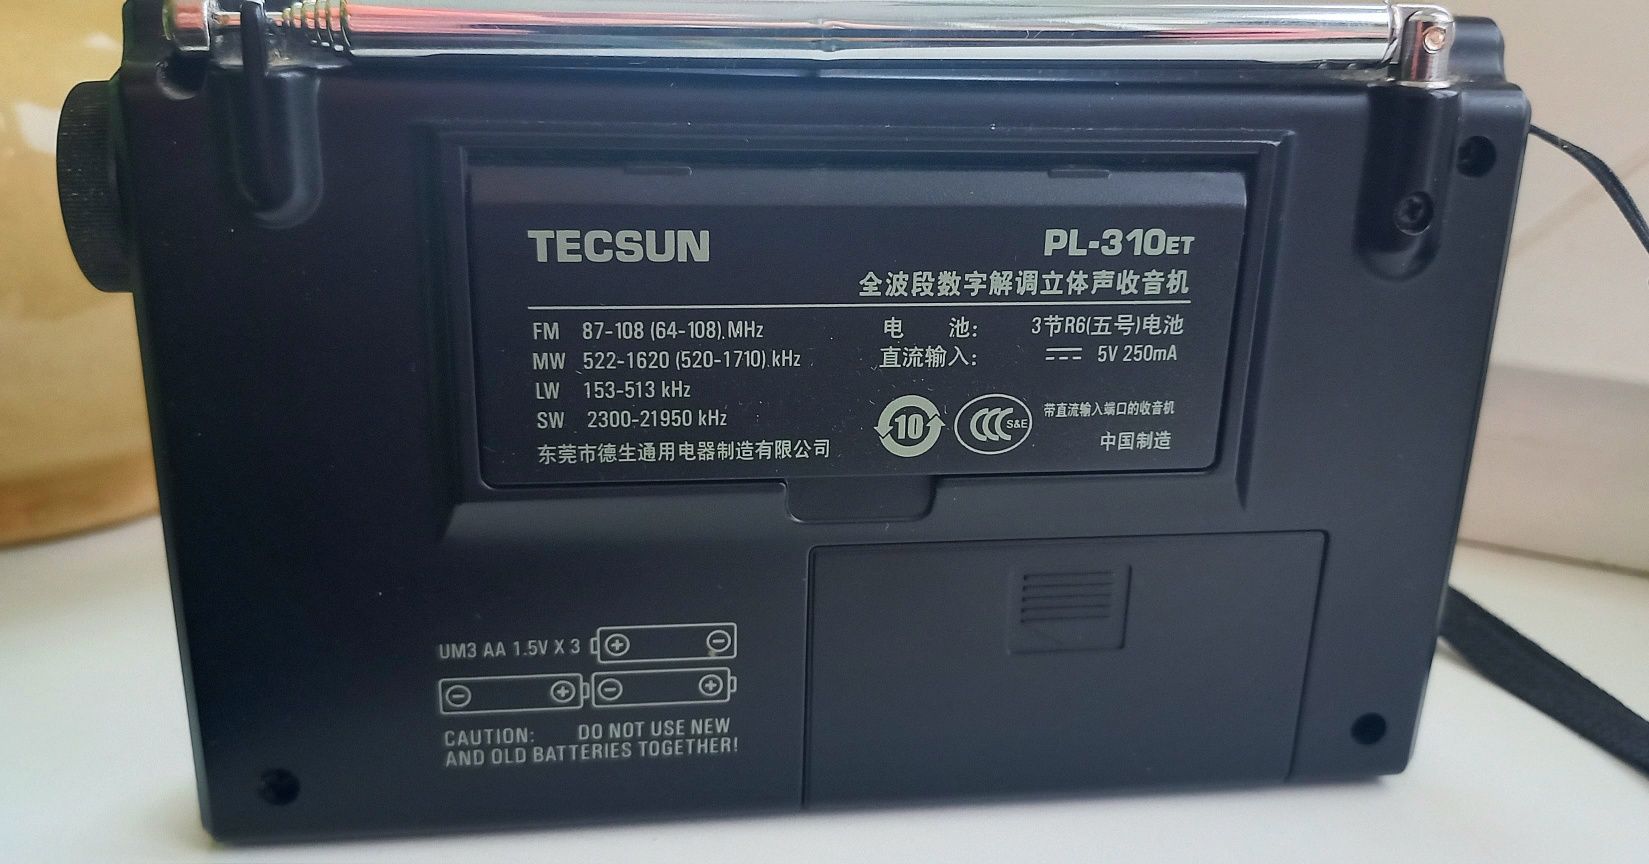 TECSUN
PL-310ET
全波段数字解调立体声收音机
FM 87-108 (64-108) MHz
MW 522-1620 (520-1710) kHz
LW 153-513 kHz
SW 2300-21950 kHz
东莞市德生通用电器制造有限公司
电 池: 3节R6(五号)电池
直流输入: 5V 250mA
10
CCC S&E
带直流输入端口的收音机
中国制造
UM3 AA 1.5V X 3
CAUTION: DO NOT USE NEW
AND OLD BATTERIES TOGETHER!